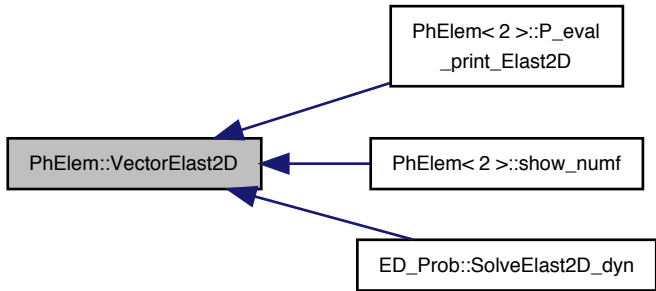 PhElem< 2 >::P_eval
_print_Elast2D
PhElem::VectorElast2D
PhElem< 2 >::show_numf
ED_Prob::SolveElast2D_dyn